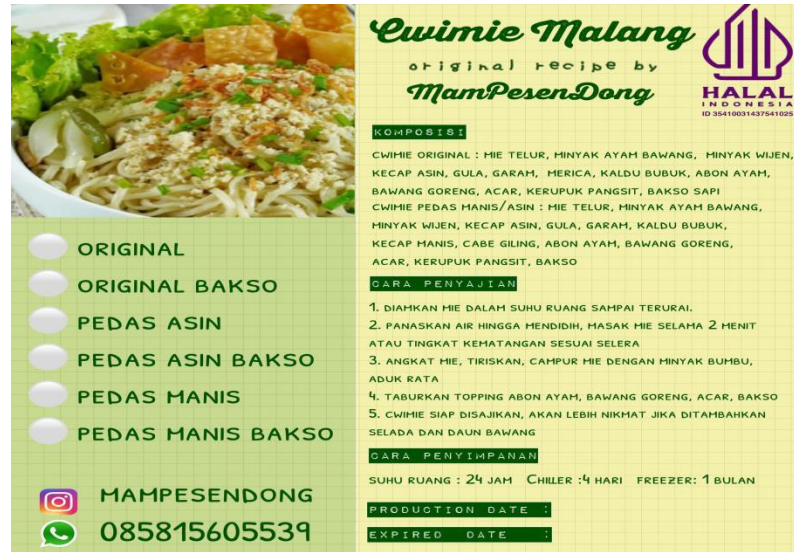 Cwimie Malang
original recipe by
MamPesenDong
HALAL
INDONESIA
ID 35410031437541025
KOMPOSISI
CWIMIE ORIGINAL : MIE TELUR, MINYAK AYAM BAWANG, MINYAK WIJEN,
KECAP ASIN, GULA, GARAM, MERICA, KALDU BUBUK, ABON AYAM,
BAWANG GORENG, ACAR, KERUPUK PANGSIT, BAKSO SAPI
CWIMIE PEDAS MANIS/ASIN : MIE TELUR, MINYAK AYAM BAWANG,
MINYAK WIJEN, KECAP ASIN, GULA, GARAM, KALDU BUBUK,
KECAP MANIS, CABE GILING, ABON AYAM, BAWANG GORENG,
ACAR, KERUPUK PANGSIT, BAKSO
CARA PENYAJIAN
1. DIAMKAN MIE DALAM SUHU RUANG SAMPAI TERURAI.
2. PANASKAN AIR HINGGA MENDIDIH, MASAK MIE SELAMA 2 MENIT
ATAU TINGKAT KEMATANGAN SESUAI SELERA
3. ANGKAT MIE, TIRISKAN, CAMPUR MIE DENGAN MINYAK BUMBU,
ADUK RATA
4. TABURKAN TOPPING ABON AYAM, BAWANG GORENG, ACAR, BAKSO
5. CWIMIE SIAP DISAJIKAN, AKAN LEBIH NIKMAT JIKA DITAMBAHKAN
SELADA DAN DAUN BAWANG
CARA PENYIMPANAN
SUHU RUANG : 24 JAM CHILLER :4 HARI FREEZER: 1 BULAN
PRODUCTION DATE :
EXPIRED DATE :
ORIGINAL
ORIGINAL BAKSO
PEDAS ASIN
PEDAS ASIN BAKSO
PEDAS MANIS
PEDAS MANIS BAKSO
MAMPESENDONG
085815605539